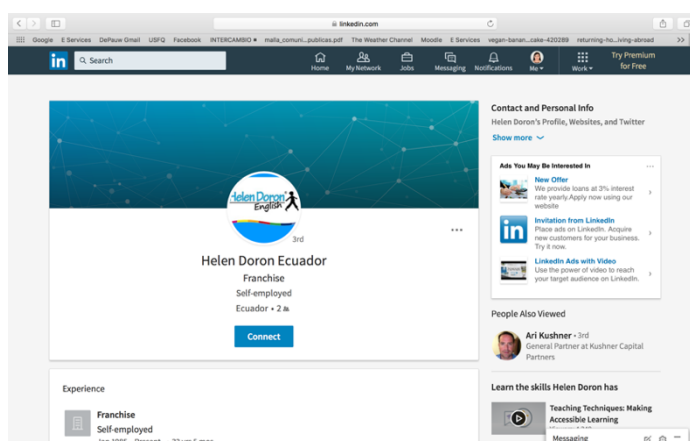 linkedin.com
Google E Services DePauw Gmail USFQ Facebook INTERCAMBIO malla_comuni...publicas.pdf The Weather Channel Moodle E Services vegan-banan...cake-420289 returning-ho...iving-abroad >>
in Search Home My Network Jobs Messaging Notifications Me Work Try Premium for Free
Contact and Personal Info
Helen Doron's Profile, Websites, and Twitter
Show more
Ads You May Be Interested In
New Offer
We provide loans at 3% interest
rate yearly.Apply now using our
website
Invitation from LinkedIn
Place ads on LinkedIn. Acquire
new customers for your business.
Try it now.
LinkedIn Ads with Video
Use the power of video to reach
your target audience on LinkedIn.
Helen Doron
English
3rd
Helen Doron Ecuador
Franchise
Self-employed
Ecuador • 2
Connect
People Also Viewed
Ari Kushner • 3rd
General Partner at Kushner Capital
Partners
Experience
Franchise
Self-employed
Learn the skills Helen Doron has
Teaching Techniques: Making
Accessible Learning
Messaging